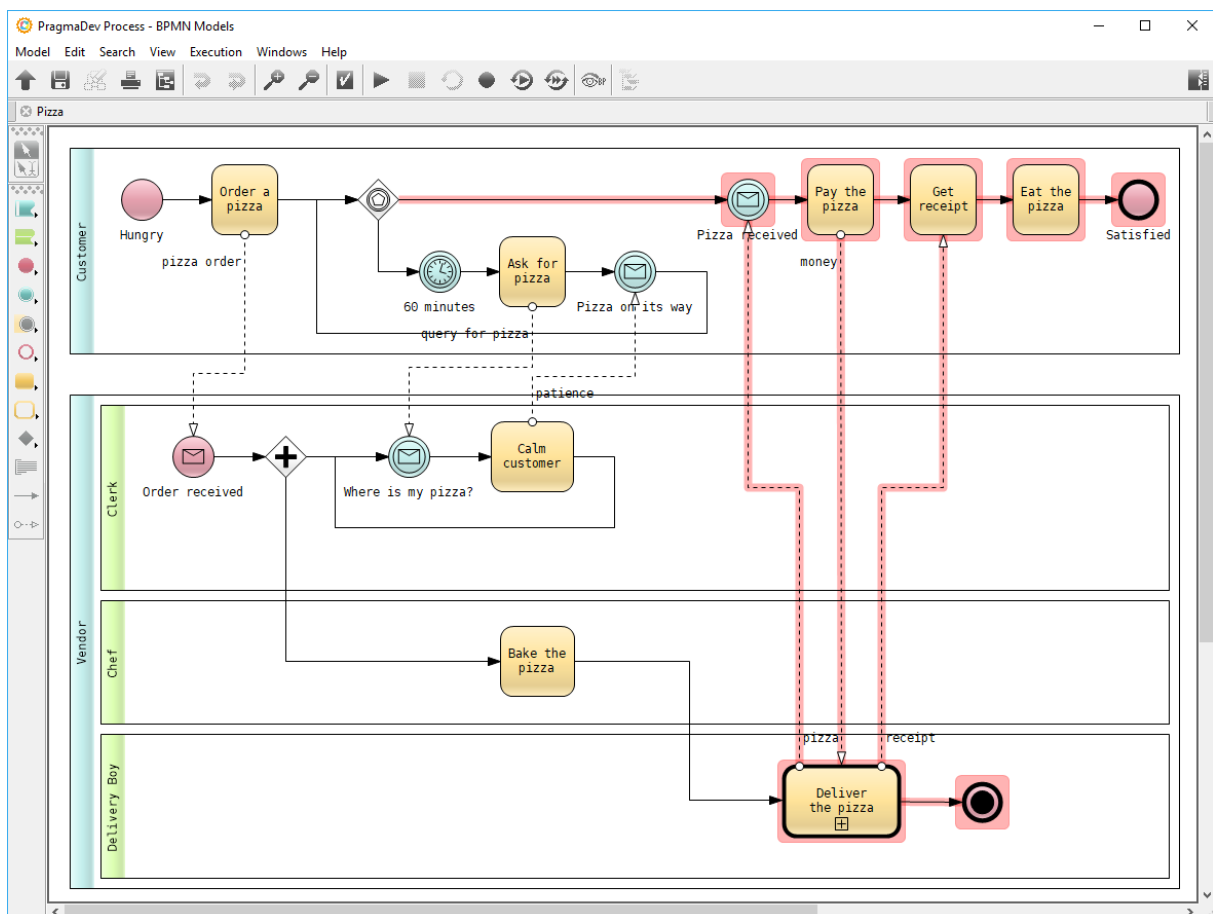 PragmaDev Process - BPMN Models
Model Edit Search View Execution Windows Help
Pizza
Customer
Hungry
Order a
pizza
pizza order
60 minutes
Ask for
pizza
query for pizza
Pizza on its way
Pizza received
Pay the
pizza
money
Get
receipt
Eat the
pizza
Satisfied
patience
Vendor
Clerk
Order received
Where is my pizza?
Calm
customer
Chef
Bake the
pizza
Delivery Boy
pizza
receipt
Deliver
the pizza